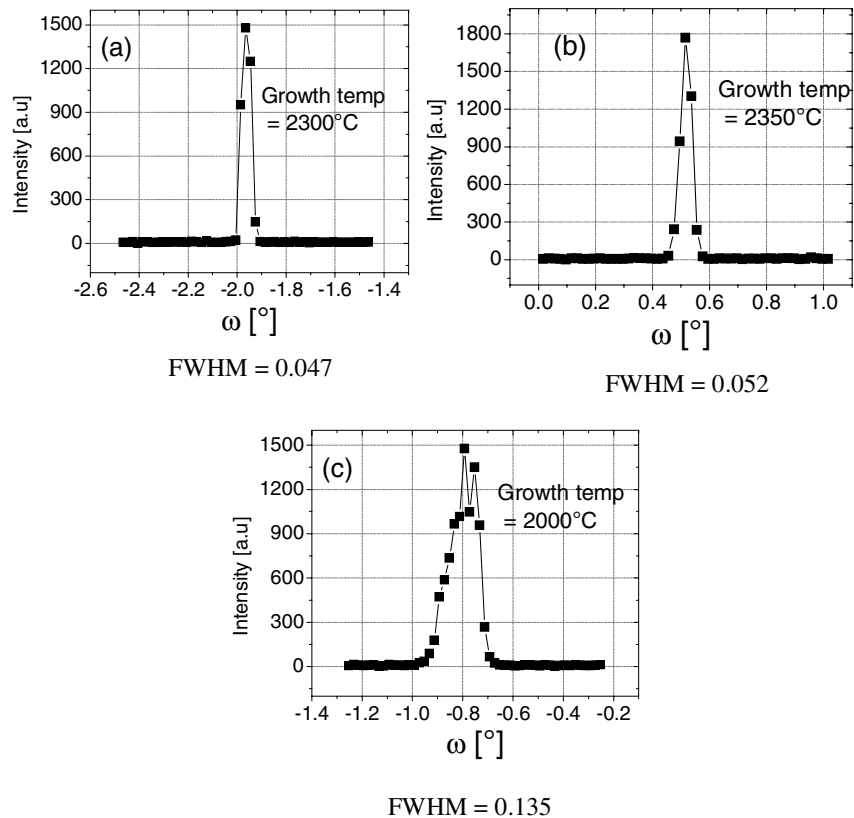 (a)
Growth temp
= 2300°C
Intensity [a.u]
1500
1200
900
600
300
0
-2.6 -2.4 -2.2 -2.0 -1.8 -1.6 -1.4
ω [°]
FWHM = 0.047
(b)
Growth temp
= 2350°C
Intensity [a.u]
1800
1500
1200
900
600
300
0
0.0 0.2 0.4 0.6 0.8 1.0
ω [°]
FWHM = 0.052
(c)
Growth temp
= 2000°C
Intensity [a.u]
1500
1200
900
600
300
0
-1.4 -1.2 -1.0 -0.8 -0.6 -0.4 -0.2
ω [°]
FWHM = 0.135